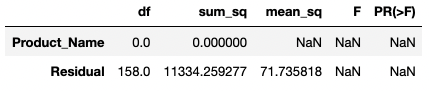 df sum_sq mean_sq F PR(>F)
Product_Name 0.0 0.000000 NaN NaN NaN
Residual 158.0 11334.259277 71.735818 NaN NaN